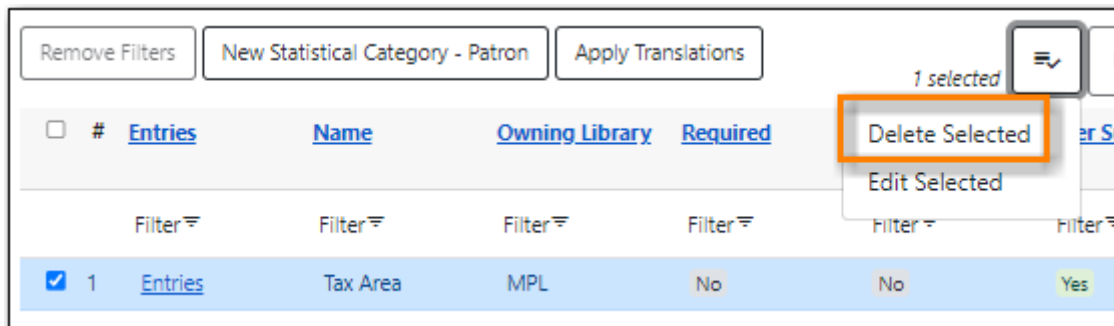 Remove Filters New Statistical Category - Patron Apply Translations
1 selected
# Entries Name Owning Library Required
Delete Selected
Edit Selected
Filter Filter Filter Filter Filter Filter
1 Entries Tax Area MPL No No Yes